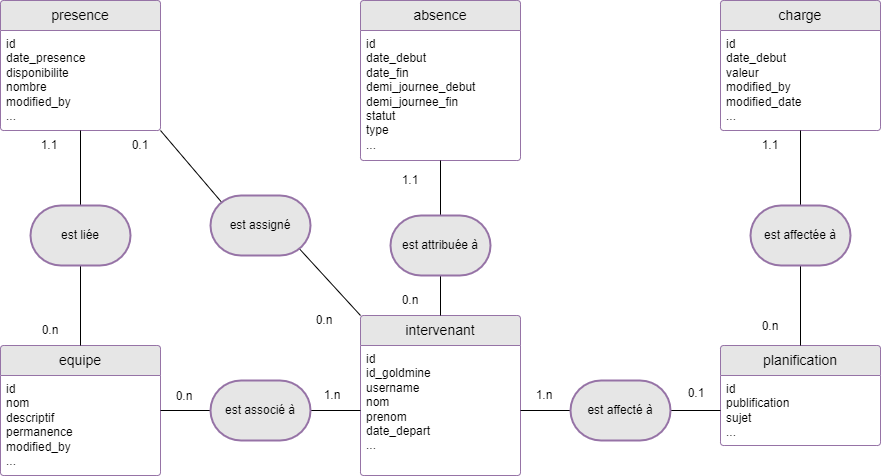 presence
id
date_presence
disponibilite
nombre
modified_by
...
absence
id
date_debut
date_fin
demi_journee_debut
demi_journee_fin
statut
type
...
charge
id
date_debut
valeur
modified_by
modified_date
...
1.1
0.1
1.1
1.1
est liée
est assigné
est attribuée à
est affectée à
0.n
0.n
0.n
0.n
equipe
id
nom
descriptif
permanence
modified_by
...
0.n
est associé à
1.n
intervenant
id
id_goldmine
username
nom
prenom
date_depart
...
1.n
est affecté à
0.1
planification
id
publification
sujet
...